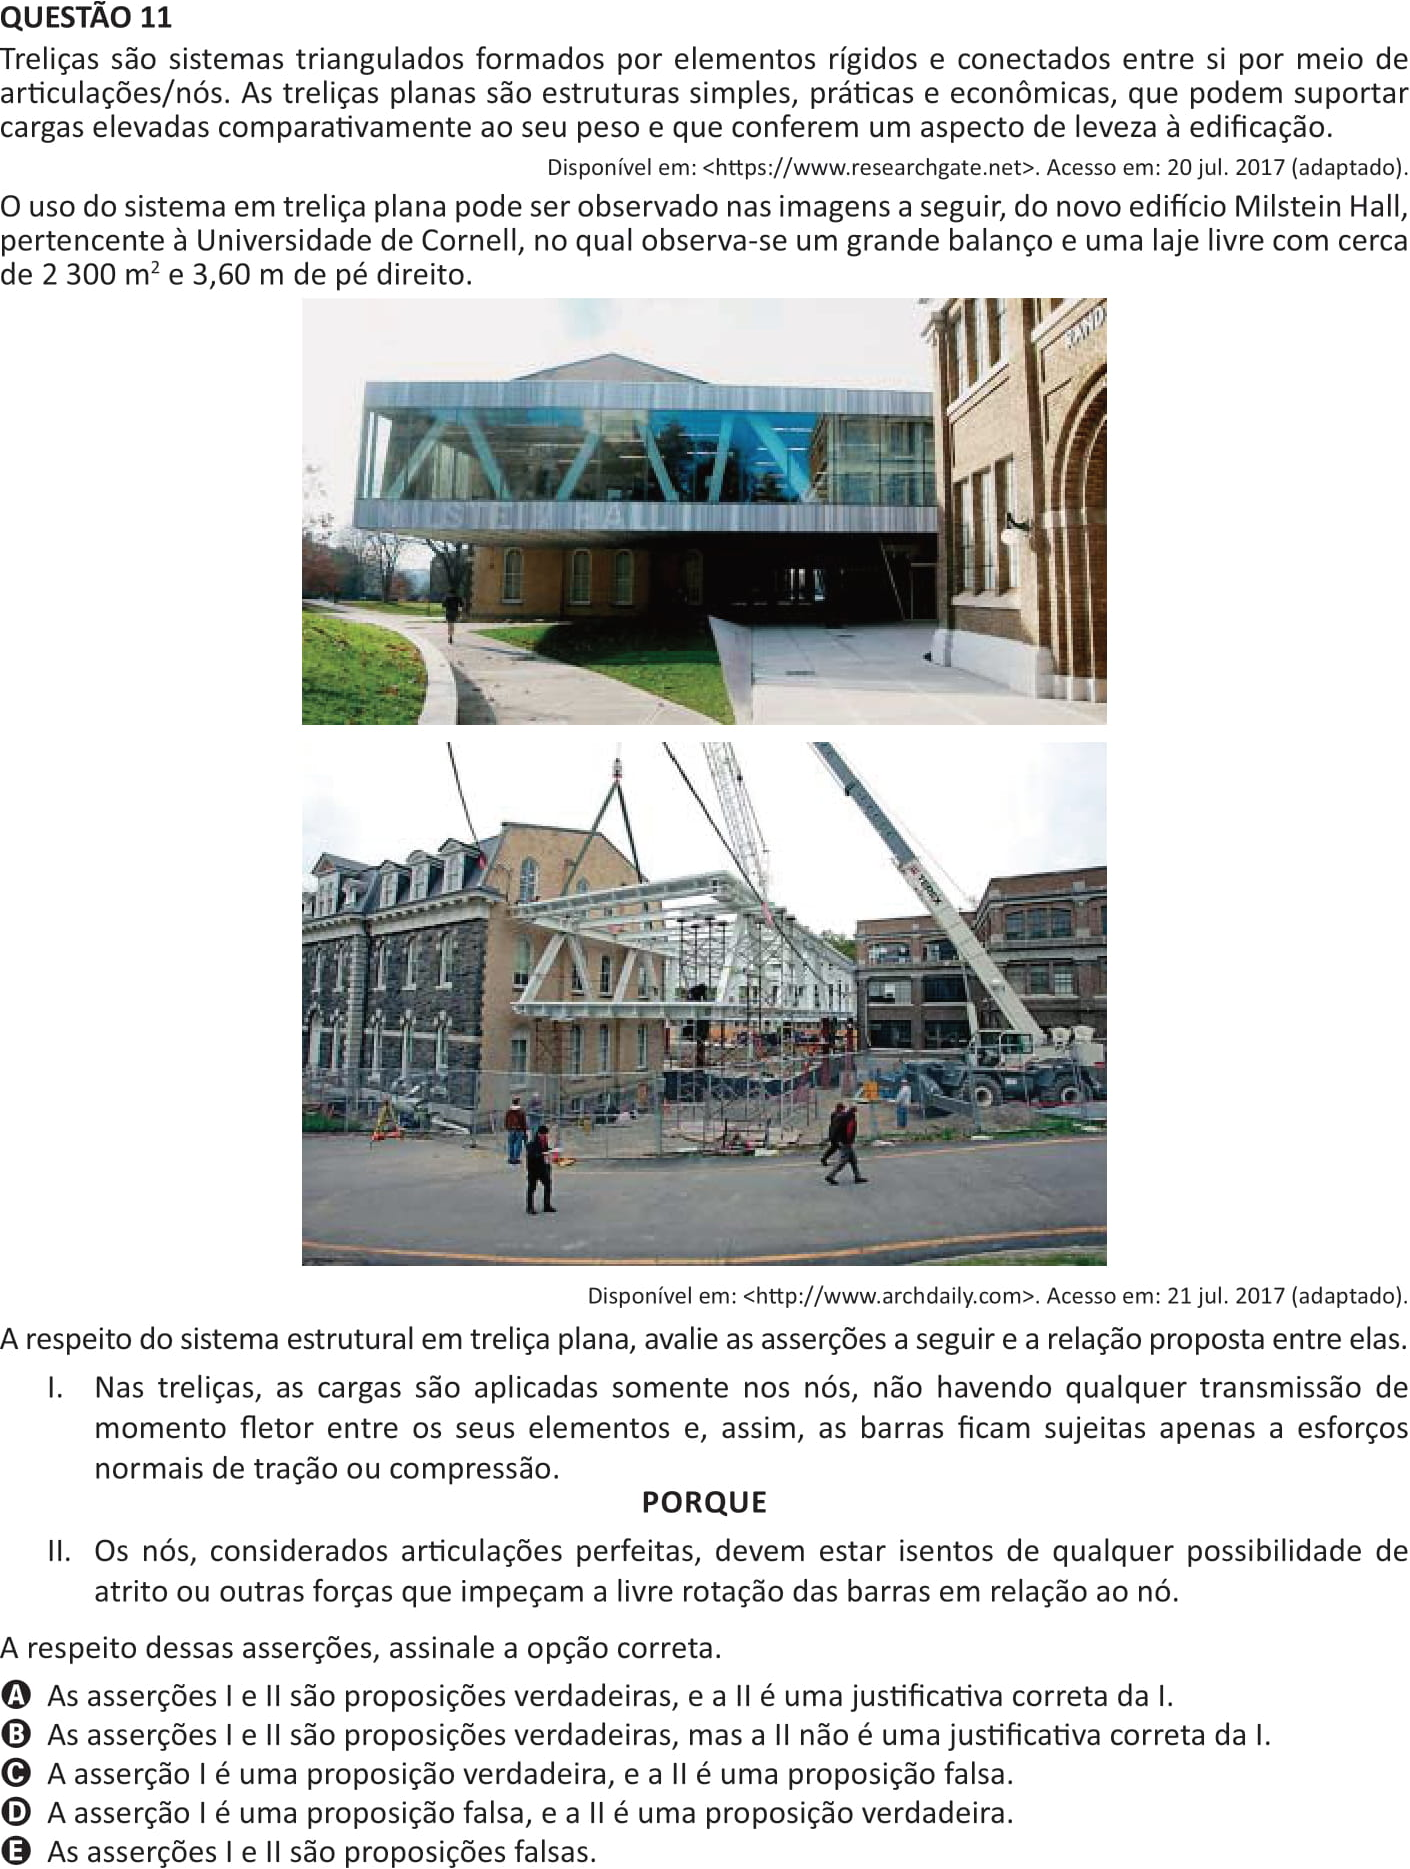 QUESTÃO 11
Treliças são sistemas triangulados formados por elementos rígidos e conectados entre si por meio de
articulações/nós. As treliças planas são estruturas simples, práticas e econômicas, que podem suportar
cargas elevadas comparativamente ao seu peso e que conferem um aspecto de leveza à edificação.
Disponível em: <https://www.researchgate.net>. Acesso em: 20 jul. 2017 (adaptado).
O uso do sistema em treliça plana pode ser observado nas imagens a seguir, do novo edifício Milstein Hall,
pertencente à Universidade de Cornell, no qual observa-se um grande balanço e uma laje livre com cerca
de 2 300 m² e 3,60 m de pé direito.
RAND
MILSTEIN HALL
TEREX
Disponível em: <http://www.archdaily.com>. Acesso em: 21 jul. 2017 (adaptado).
A respeito do sistema estrutural em treliça plana, avalie as asserções a seguir e a relação proposta entre elas.
I. Nas treliças, as cargas são aplicadas somente nos nós, não havendo qualquer transmissão de
momento fletor entre os seus elementos e, assim, as barras ficam sujeitas apenas a esforços
normais de tração ou compressão.
PORQUE
II. Os nós, considerados articulações perfeitas, devem estar isentos de qualquer possibilidade de
atrito ou outras forças que impeçam a livre rotação das barras em relação ao nó.
A respeito dessas asserções, assinale a opção correta.
A As asserções I e II são proposições verdadeiras, e a II é uma justificativa correta da I.
B As asserções I e II são proposições verdadeiras, mas a II não é uma justificativa correta da I.
C A asserção I é uma proposição verdadeira, e a II é uma proposição falsa.
D A asserção I é uma proposição falsa, e a II é uma proposição verdadeira.
E As asserções I e II são proposições falsas.